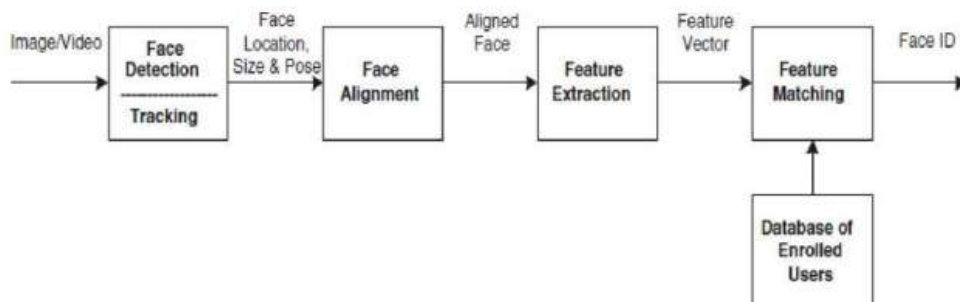 Image/Video
Face
Detection
Tracking
Face
Location,
Size & Pose
Face
Alignment
Aligned
Face
Feature
Extraction
Feature
Vector
Feature
Matching
Face ID
Database of
Enrolled
Users